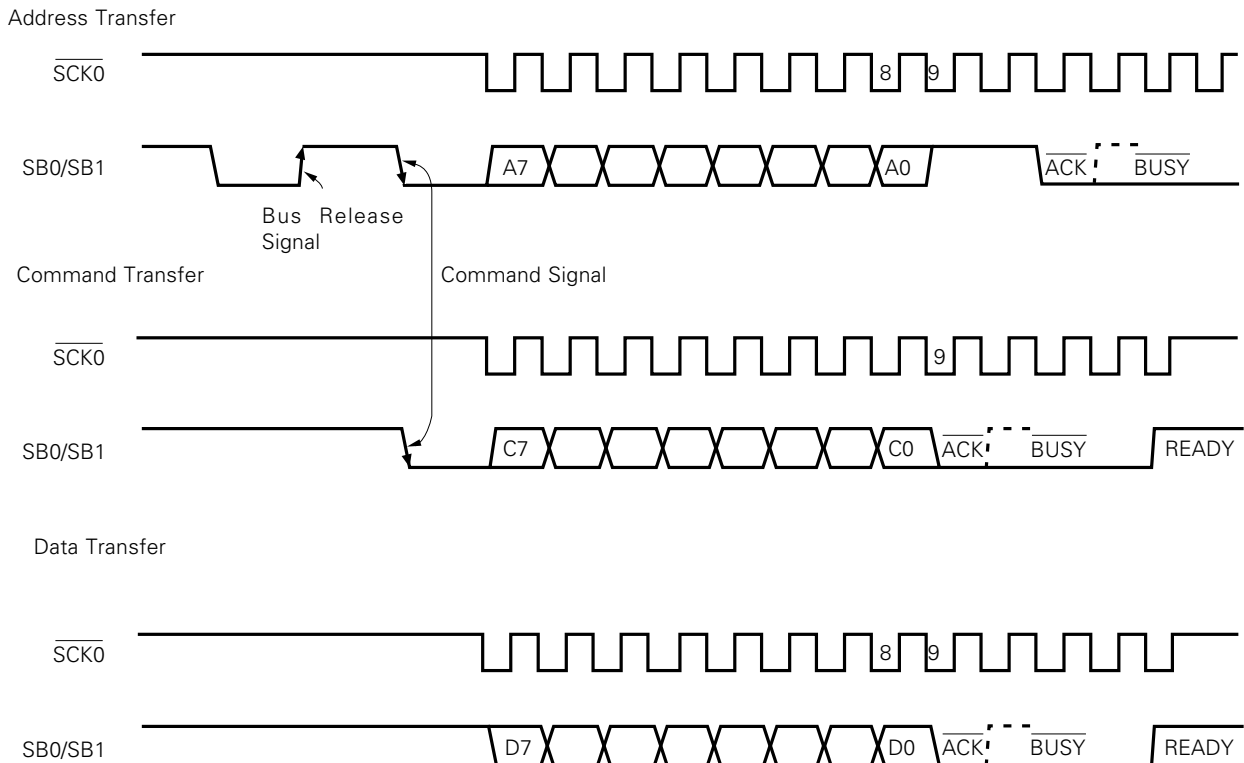 Address Transfer
SCK0
8 9
SB0/SB1
A7 A0 ACK BUSY
Bus Release
Signal
Command Transfer
Command Signal
SCK0
9
SB0/SB1
C7 C0 ACK BUSY READY
Data Transfer
SCK0
8 9
SB0/SB1
D7 D0 ACK BUSY READY